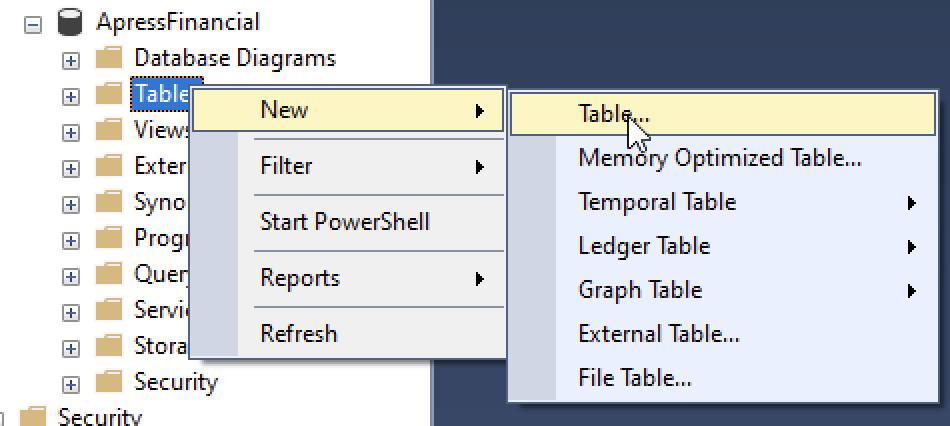 ApressFinancial
Database Diagrams
Table
New
Table...
Views
Filter
Memory Optimized Table...
Exter
Temporal Table
Syno
Start PowerShell
Ledger Table
Progr
Reports
Graph Table
Quer
Servi
Refresh
External Table...
Stora
File Table...
Security
Security